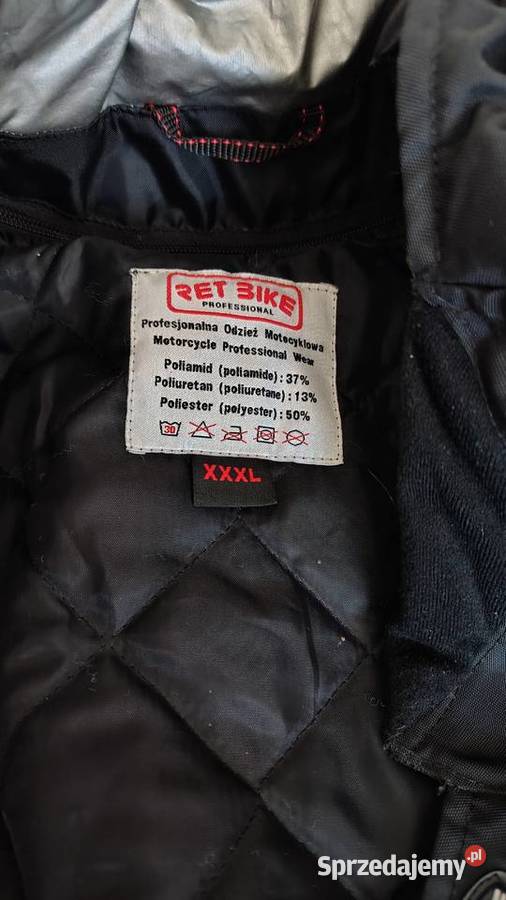 RET BIKE
PROFESSIONAL
Profesjonalna Odzież Motocyklowa
Motorcycle Professional Wear
Poliamid (poliamide) : 37%
Poliuretan (poliuretane) : 13%
Poliester (polyester) : 50%
30
XXXL
Sprzedajemy.pl